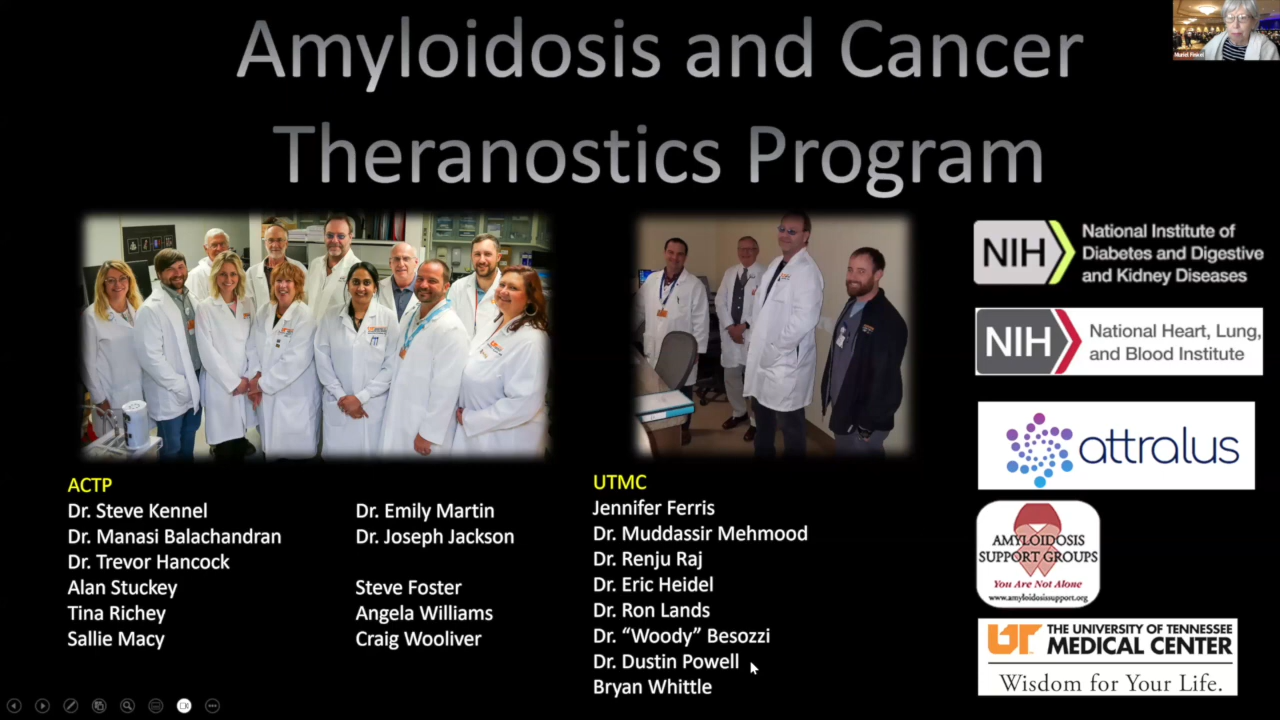 Amyloidosis and Cancer
Theranostics Program
Muriel Finkel
NIH
National Institute of
Diabetes and Digestive
and Kidney Diseases
NIH
National Heart, Lung,
and Blood Institute
attralus
AMYLOIDOSIS
SUPPORT GROUPS
You Are Not Alone
www.amyloidosissupport.org
UT
THE UNIVERSITY OF TENNESSEE
MEDICAL CENTER
Wisdom for Your Life.
ACTP
Dr. Steve Kennel
Dr. Manasi Balachandran
Dr. Trevor Hancock
Alan Stuckey
Tina Richey
Sallie Macy
Dr. Emily Martin
Dr. Joseph Jackson
Steve Foster
Angela Williams
Craig Wooliver
UTMC
Jennifer Ferris
Dr. Muddassir Mehmood
Dr. Renju Raj
Dr. Eric Heidel
Dr. Ron Lands
Dr. “Woody” Besozzi
Dr. Dustin Powell
Bryan Whittle